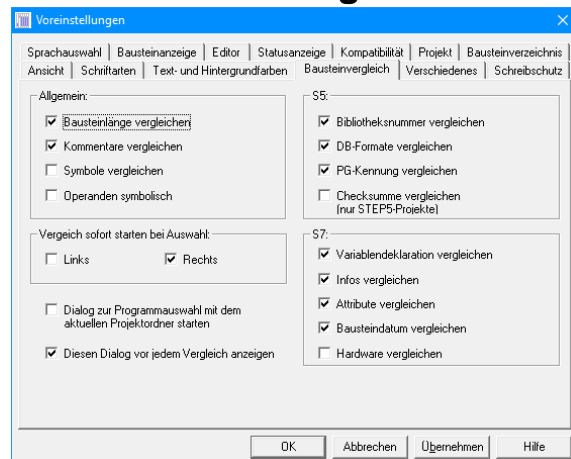 Voreinstellungen
Sprachauswahl Bausteinanzeige Editor Statusanzeige Kompatibilität Projekt Bausteinverzeichnis
Ansicht Schriftarten Text- und Hintergrundfarben Bausteinvergleich Verschiedenes Schreibschutz
Allgemein:
Bausteinlänge vergleichen
Kommentare vergleichen
Symbole vergleichen
Operanden symbolisch
S5:
Bibliotheksnummer vergleichen
DB-Formate vergleichen
PG-Kennung vergleichen
Checksumme vergleichen
(nur STEP5-Projekte)
Vergeich sofort starten bei Auswahl:
Links Rechts
Dialog zur Programmauswahl mit dem
aktuellen Projektordner starten
Diesen Dialog vor jedem Vergleich anzeigen
S7:
Variablendeklaration vergleichen
Infos vergleichen
Attribute vergleichen
Bausteindatum vergleichen
Hardware vergleichen
OK Abbrechen Übernehmen Hilfe